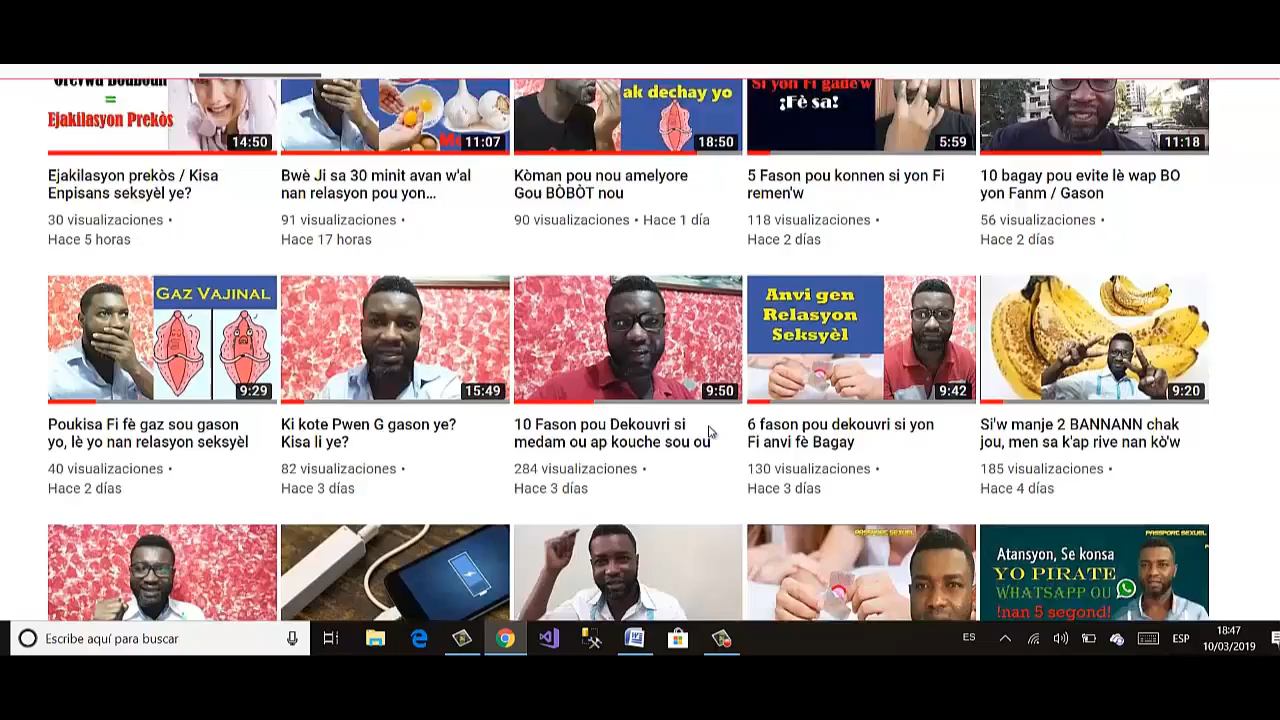 Ejakilasyon Prekòs
ak dechay yo
Si yon Fi gade'w
¡Fè sa!
14:50
11:07
18:50
5:59
11:18
Ejakilasyon prekòs / Kisa
Enpisans seksyèl ye?
30 visualizaciones •
Hace 5 horas
Bwè Ji sa 30 minit avan w'al
nan relasyon pou yon...
91 visualizaciones •
Hace 17 horas
Kòman pou nou amelyore
Gou BÒBÒT nou
90 visualizaciones • Hace 1 día
5 Fason pou konnen si yon Fi
remen'w
118 visualizaciones •
Hace 2 días
10 bagay pou evite lè wap BO
yon Fanm / Gason
56 visualizaciones •
Hace 2 días
GAZ VAJINAL
9:29
15:49
9:50
Anvi gen
Relasyon
Seksyèl
9:42
9:20
Poukisa Fi fè gaz sou gason
yo, lè yo nan relasyon seksyèl
40 visualizaciones •
Hace 2 días
Ki kote Pwen G gason ye?
Kisa li ye?
82 visualizaciones •
Hace 3 días
10 Fason pou Dekouvri si
medam ou ap kouche sou ou
284 visualizaciones •
Hace 3 días
6 fason pou dekouvri si yon
Fi anvi fè Bagay
130 visualizaciones •
Hace 3 días
Si'w manje 2 BANNANN chak
jou, men sa k'ap rive nan kò'w
185 visualizaciones •
Hace 4 días
PASSPORT SEXUEL
PASSPORT SEXUEL
Atansyon, Se konsa
YO PIRATE
WHATSAPP OU
!nan 5 segond!
Escribe aquí para buscar
ES
ESP
18:47
10/03/2019